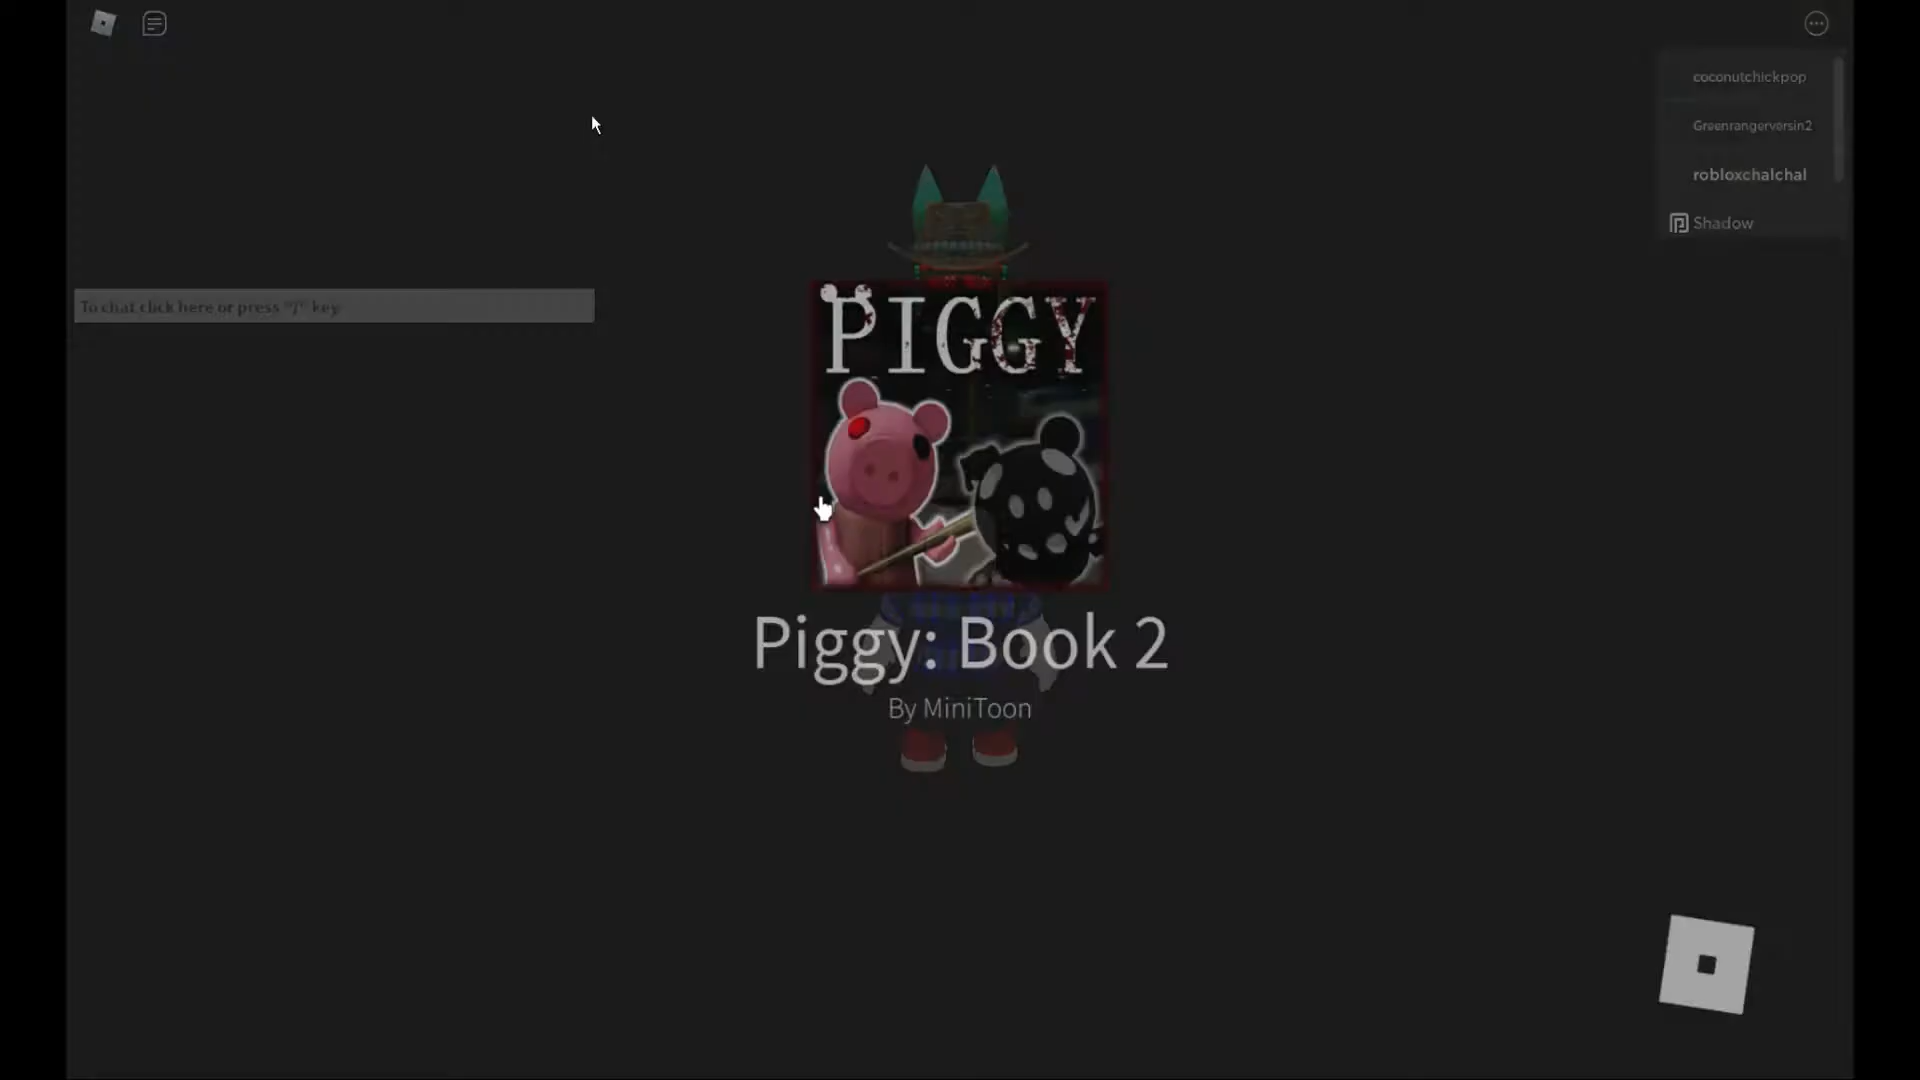 coconutchickpop
Greenrangerversin2
robloxchalchal
Shadow
To chat click here or press "/" key
PIGGY
Piggy: Book 2
By MiniToon